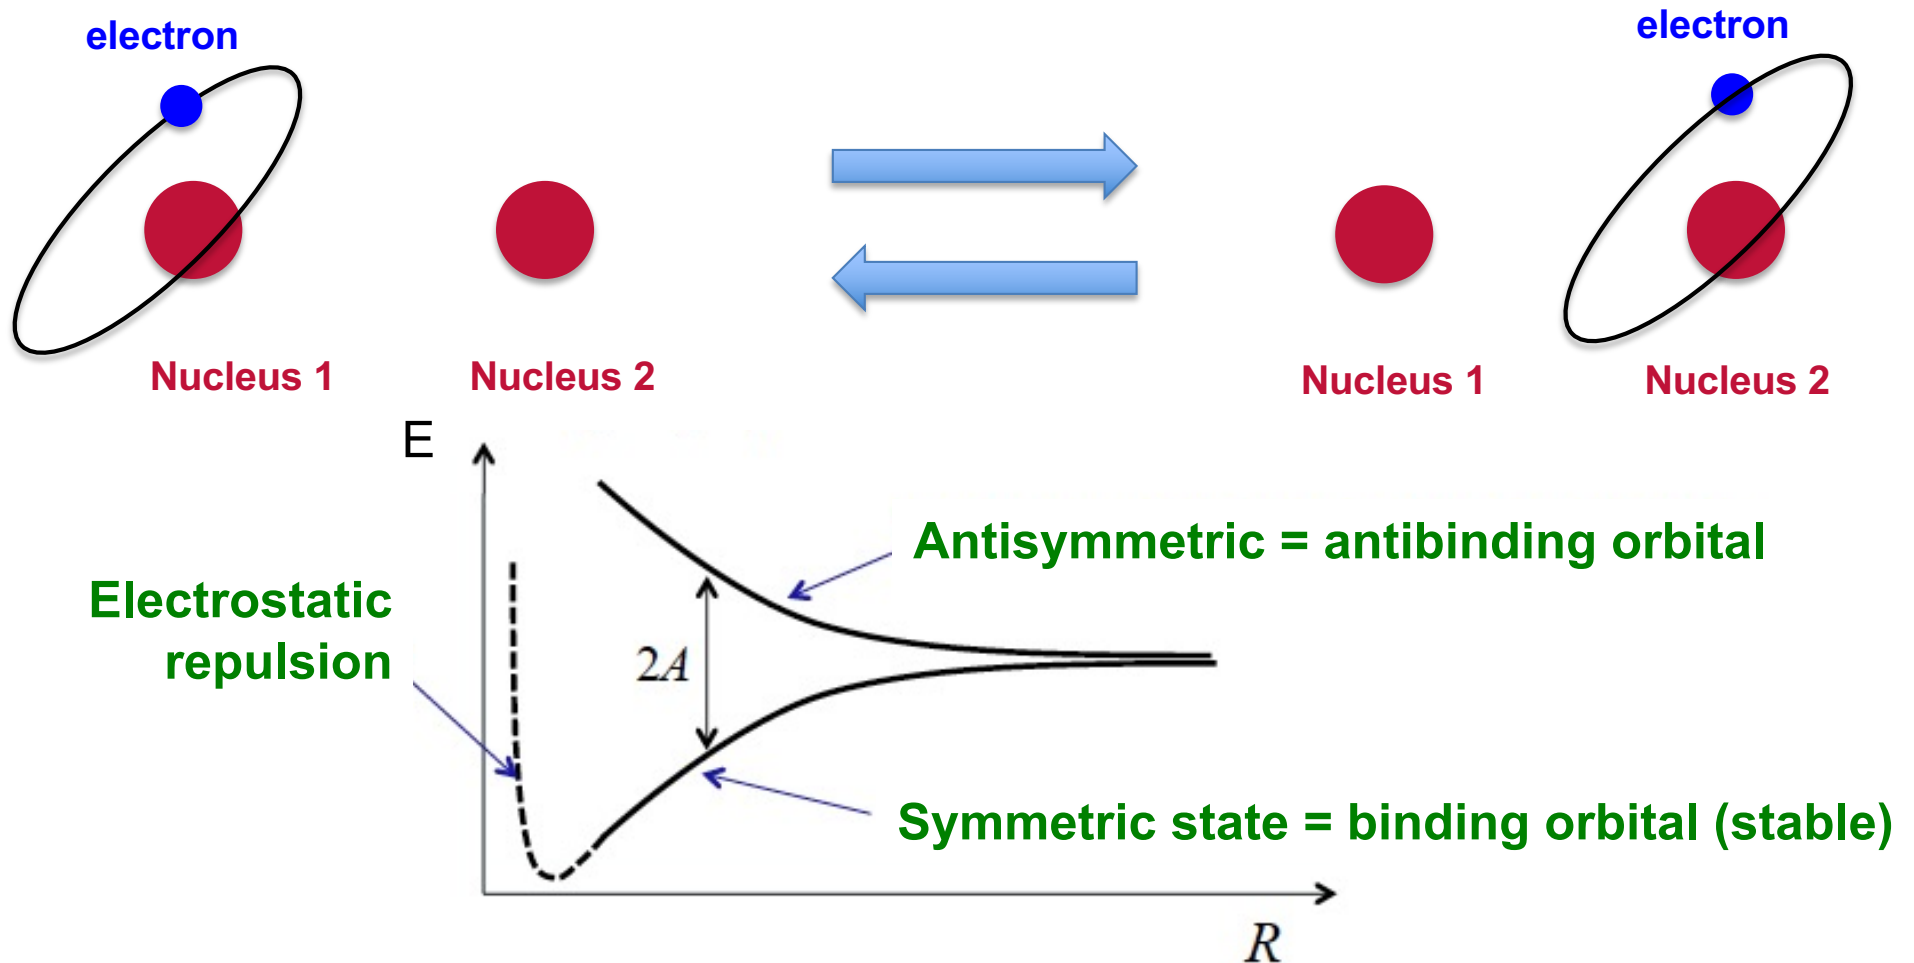 electron
electron
Nucleus 1
Nucleus 2
Nucleus 1
Nucleus 2
E
Antisymmetric = antibinding orbital
Electrostatic
repulsion
2A
Symmetric state = binding orbital (stable)
R